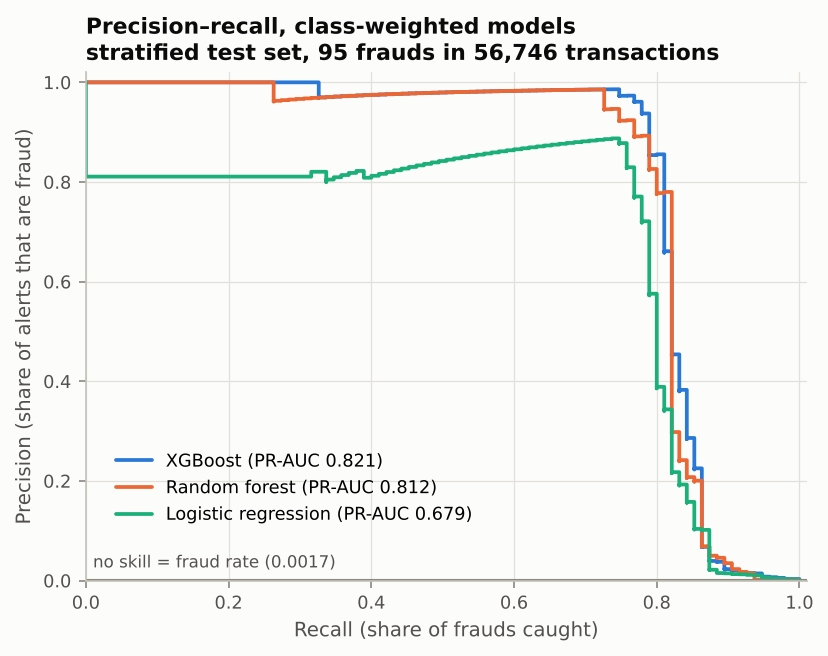 Precision–recall, class-weighted models
stratified test set, 95 frauds in 56,746 transactions
Precision (share of alerts that are fraud)
1.0
0.8
0.6
0.4
0.2
0.0
XGBoost (PR-AUC 0.821)
Random forest (PR-AUC 0.812)
Logistic regression (PR-AUC 0.679)
no skill = fraud rate (0.0017)
0.0 0.2 0.4 0.6 0.8 1.0
Recall (share of frauds caught)